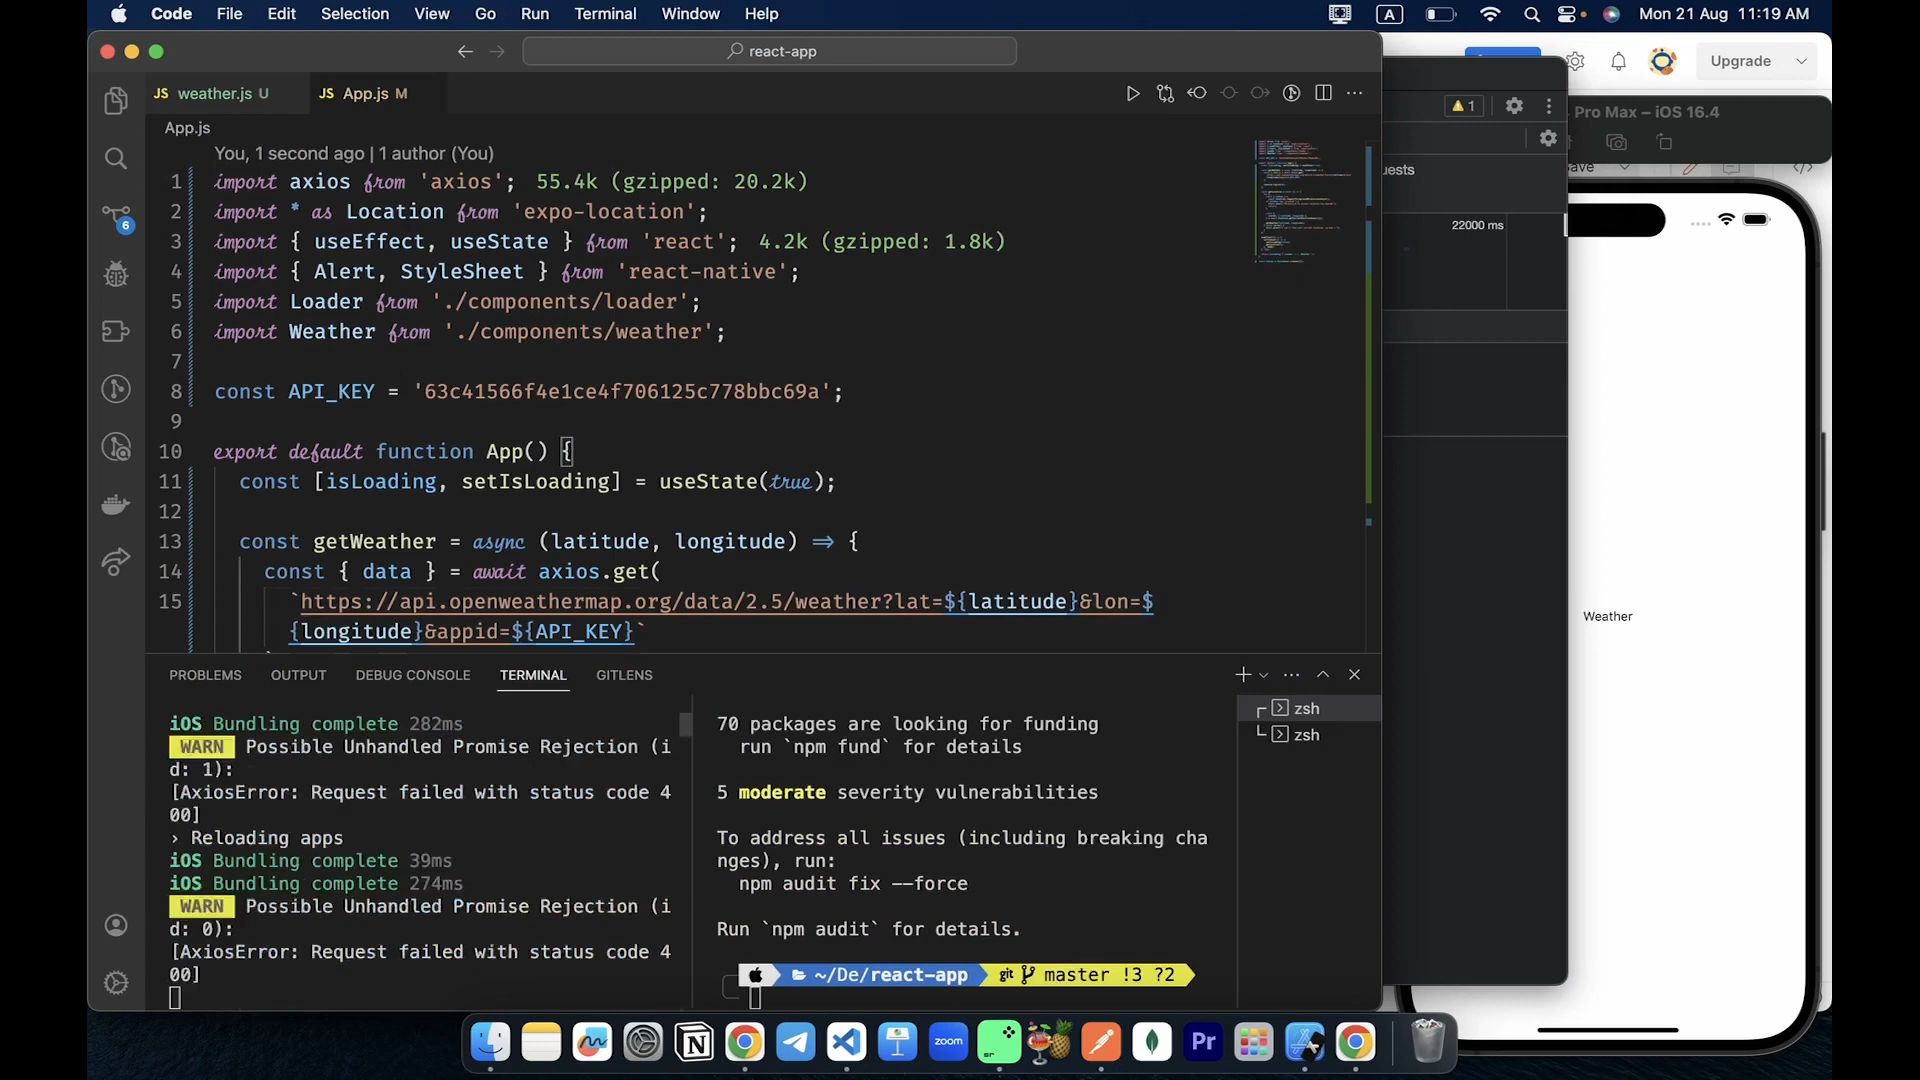 Code File Edit Selection View Go Run Terminal Window Help
A
Mon 21 Aug 11:19 AM
react-app
JS weather.js U
JS App.js M
App.js
You, 1 second ago | 1 author (You)
1 import axios from 'axios'; 55.4k (gzipped: 20.2k)
2 import * as Location from 'expo-location';
3 import { useEffect, useState } from 'react'; 4.2k (gzipped: 1.8k)
4 import { Alert, StyleSheet } from 'react-native';
5 import Loader from './components/loader';
6 import Weather from './components/weather';
7
8 const API_KEY = '63c41566f4e1ce4f706125c778bbc69a';
9
10 export default function App() {
11 const [isLoading, setIsLoading] = useState(true);
12
13 const getWeather = async (latitude, longitude) => {
14 const { data } = await axios.get(
15 `https://api.openweathermap.org/data/2.5/weather?lat=${latitude}&lon=$
{longitude}&appid=${API_KEY}`
PROBLEMS OUTPUT DEBUG CONSOLE TERMINAL GITLENS
iOS Bundling complete 282ms
WARN Possible Unhandled Promise Rejection (i
d: 1):
[AxiosError: Request failed with status code 4
00]
› Reloading apps
iOS Bundling complete 39ms
iOS Bundling complete 274ms
WARN Possible Unhandled Promise Rejection (i
d: 0):
[AxiosError: Request failed with status code 4
00]
70 packages are looking for funding
run `npm fund` for details
5 moderate severity vulnerabilities
To address all issues (including breaking cha
nges), run:
npm audit fix --force
Run `npm audit` for details.
~/De/react-app git master !3 ?2
zsh
zsh
6
Upgrade
1
Pro Max – iOS 16.4
ave
uests
22000 ms
Weather
zoom
sr
Pr